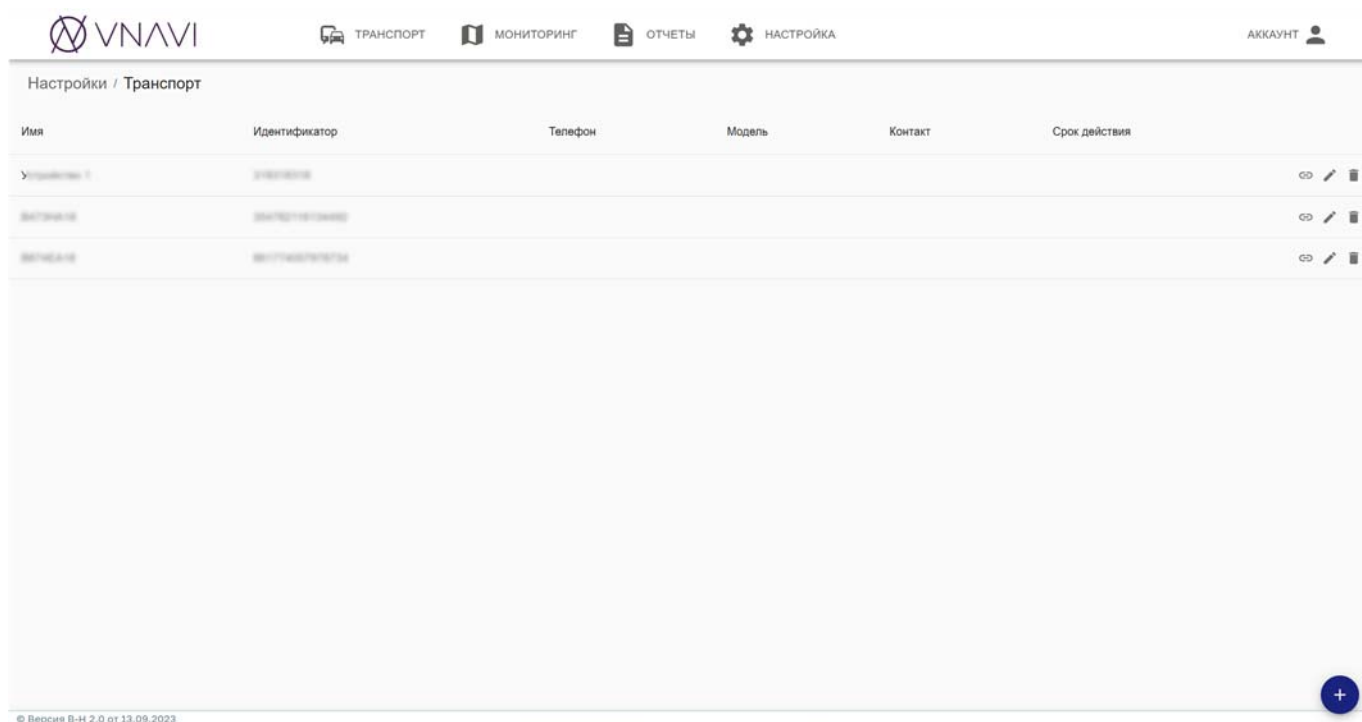 VNAVI
ТРАНСПОРТ МОНИТОРИНГ ОТЧЕТЫ НАСТРОЙКА АККАУНТ
Настройки / Транспорт
Имя Идентификатор Телефон Модель Контакт Срок действия
© Версия В-Н 2.0 от 13.09.2023